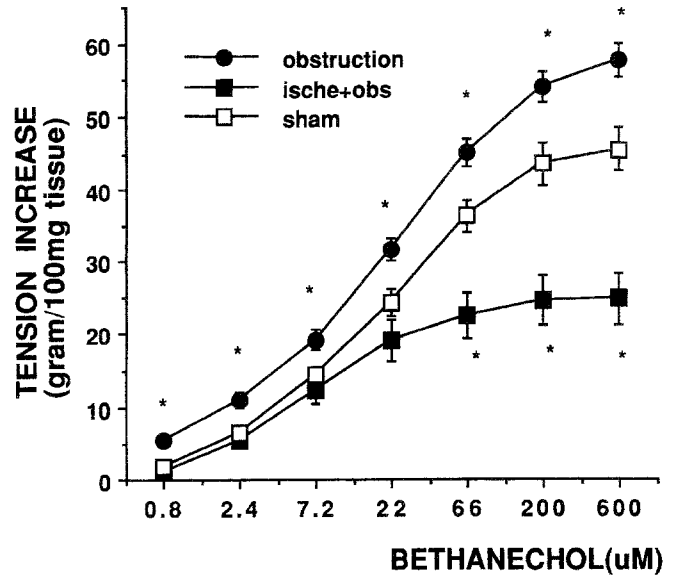 60
50
40
30
20
10
0
TENSION INCREASE
(gram/100mg tissue)
obstruction
ische+obs
sham
*
*
*
*
*
*
*
*
*
*
0.8 2.4 7.2 22 66 200 600
BETHANECHOL(uM)